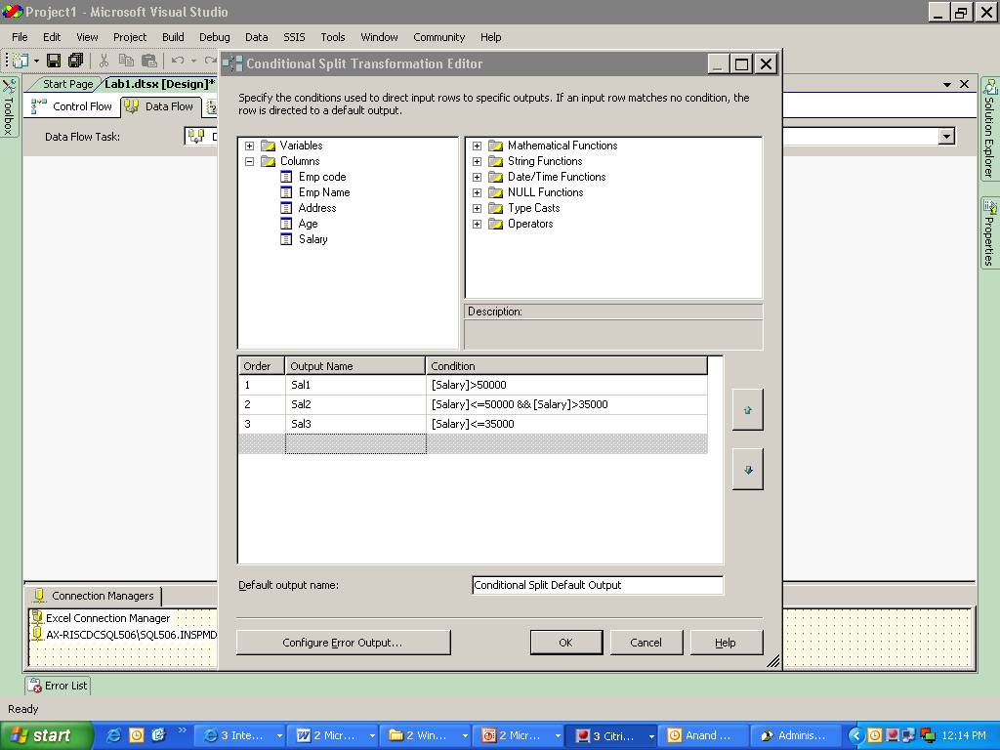 Project1 - Microsoft Visual Studio
File Edit View Project Build Debug Data SSIS Tools Window Community Help
Start Page Lab1.dtsx [Design]*
Control Flow Data Flow
Data Flow Task:
Toolbox
Solution Explorer
Properties
Conditional Split Transformation Editor
Specify the conditions used to direct input rows to specific outputs. If an input row matches no condition, the
row is directed to a default output.
Variables
Columns
Emp code
Emp Name
Address
Age
Salary
Mathematical Functions
String Functions
Date/Time Functions
NULL Functions
Type Casts
Operators
Description:
Order Output Name Condition
1 Sal1 [Salary]>50000
2 Sal2 [Salary]<=50000 && [Salary]>35000
3 Sal3 [Salary]<=35000
Default output name: Conditional Split Default Output
Configure Error Output... OK Cancel Help
Connection Managers
Excel Connection Manager
AX-RISCDCSQL506\SQL506.INSPMD
Error List
Ready
start » 3 Inte... 2 Micr... 2 Win... 2 Micr... 3 Citri... Anand ... Adminis... 12:14 PM